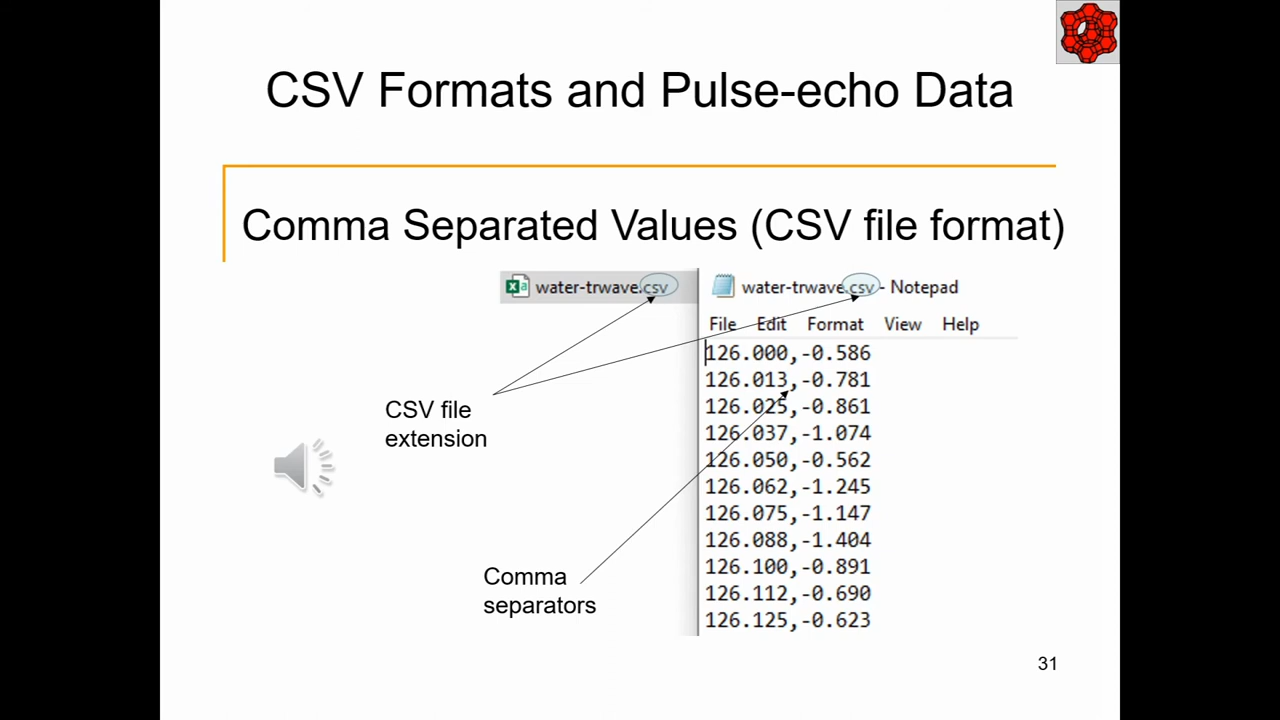 CSV Formats and Pulse-echo Data
Comma Separated Values (CSV file format)
water-trwave.csv
water-trwave.csv - Notepad
File Edit Format View Help
126.000,-0.586
126.013,-0.781
126.025,-0.861
126.037,-1.074
126.050,-0.562
126.062,-1.245
126.075,-1.147
126.088,-1.404
126.100,-0.891
126.112,-0.690
126.125,-0.623
CSV file
extension
Comma
separators
31